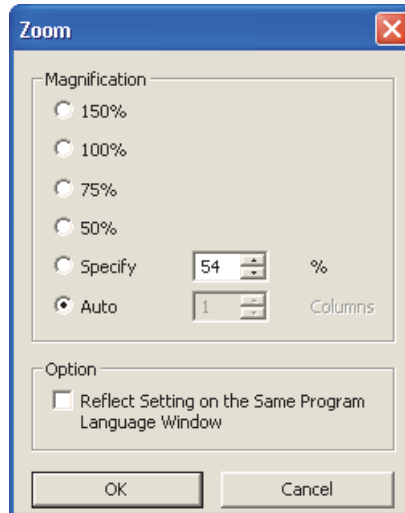 Zoom
Magnification
150%
100%
75%
50%
Specify 54 %
Auto 1 Columns
Option
Reflect Setting on the Same Program
Language Window
OK Cancel